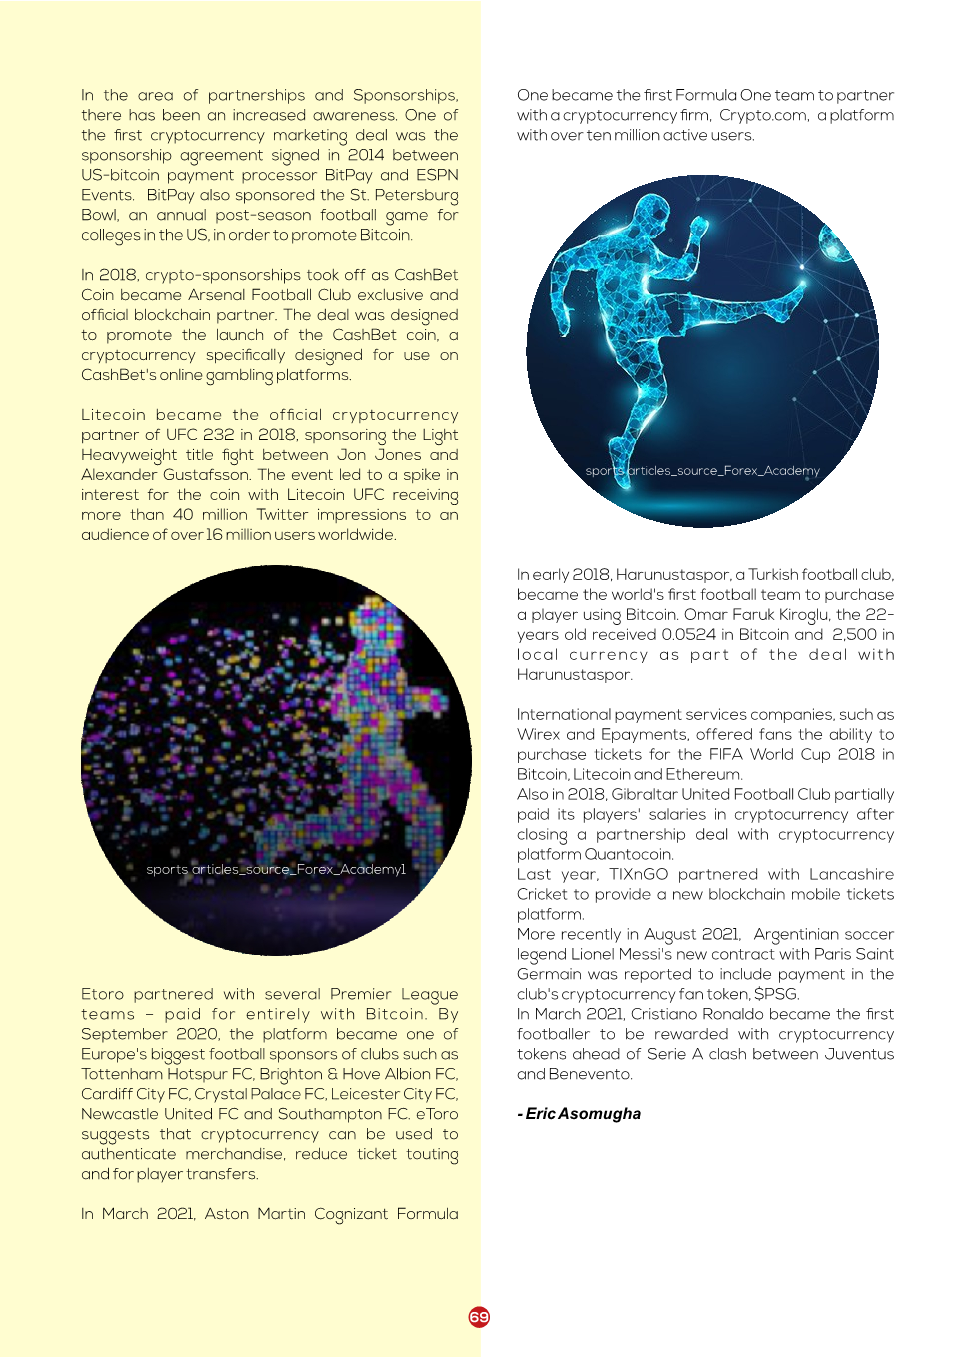 In the area of partnerships and Sponsorships,
there has been an increased awareness. One of
the first cryptocurrency marketing deal was the
sponsorship agreement signed in 2014 between
US-bitcoin payment processor BitPay and ESPN
Events. BitPay also sponsored the St. Petersburg
Bowl, an annual post-season football game for
colleges in the US, in order to promote Bitcoin.
In 2018, crypto-sponsorships took off as CashBet
Coin became Arsenal Football Club exclusive and
official blockchain partner. The deal was designed
to promote the launch of the CashBet coin, a
cryptocurrency specifically designed for use on
CashBet's online gambling platforms.
Litecoin became the official cryptocurrency
partner of UFC 232 in 2018, sponsoring the Light
Heavyweight title fight between Jon Jones and
Alexander Gustafsson. The event led to a spike in
interest for the coin with Litecoin UFC receiving
more than 40 million Twitter impressions to an
audience of over 16 million users worldwide.
sports articles_source_Forex_Academy1
Etoro partnered with several Premier League
teams – paid for entirely with Bitcoin. By
September 2020, the platform became one of
Europe's biggest football sponsors of clubs such as
Tottenham Hotspur FC, Brighton & Hove Albion FC,
Cardiff City FC, Crystal Palace FC, Leicester City FC,
Newcastle United FC and Southampton FC. eToro
suggests that cryptocurrency can be used to
authenticate merchandise, reduce ticket touting
and for player transfers.
In March 2021, Aston Martin Cognizant Formula
One became the first Formula One team to partner
with a cryptocurrency firm, Crypto.com, a platform
with over ten million active users.
sports articles_source_Forex_Academy
In early 2018, Harunustaspor, a Turkish football club,
became the world's first football team to purchase
a player using Bitcoin. Omar Faruk Kiroglu, the 22-
years old received 0.0524 in Bitcoin and 2,500 in
local currency as part of the deal with
Harunustaspor.
International payment services companies, such as
Wirex and Epayments, offered fans the ability to
purchase tickets for the FIFA World Cup 2018 in
Bitcoin, Litecoin and Ethereum.
Also in 2018, Gibraltar United Football Club partially
paid its players' salaries in cryptocurrency after
closing a partnership deal with cryptocurrency
platform Quantocoin.
Last year, TIXnGO partnered with Lancashire
Cricket to provide a new blockchain mobile tickets
platform.
More recently in August 2021, Argentinian soccer
legend Lionel Messi's new contract with Paris Saint
Germain was reported to include payment in the
club's cryptocurrency fan token, $PSG.
In March 2021, Cristiano Ronaldo became the first
footballer to be rewarded with cryptocurrency
tokens ahead of Serie A clash between Juventus
and Benevento.
- Eric Asomugha
69